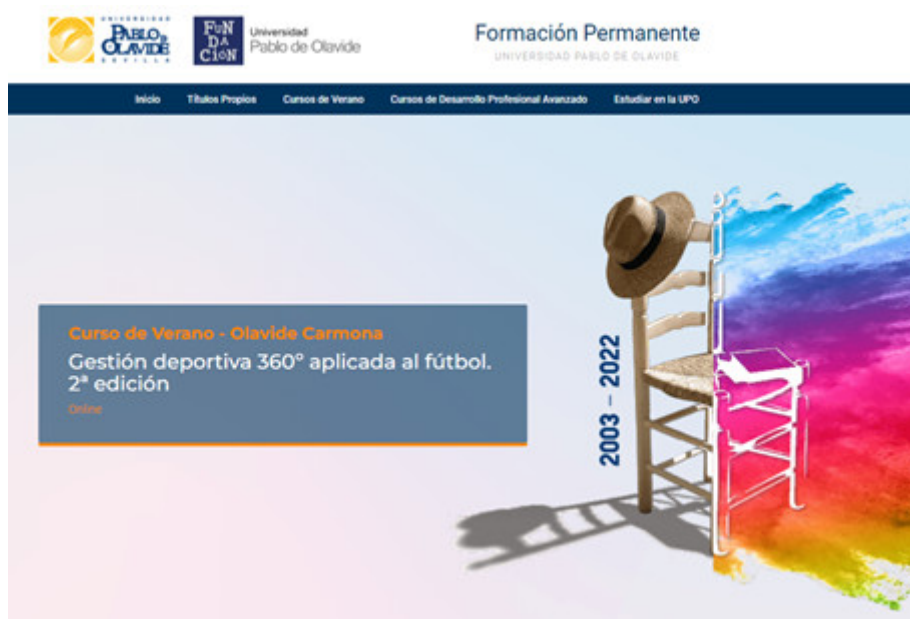 UNIVERSIDAD
PABLO DE
OLAVIDE
SEVILLA
FUN
DA
CION
Universidad
Pablo de Olavide
Formación Permanente
UNIVERSIDAD PABLO DE OLAVIDE
Inicio Títulos Propios Cursos de Verano Cursos de Desarrollo Profesional Avanzado Estudiar en la UPO
Curso de Verano - Olavide Carmona
Gestión deportiva 360º aplicada al fútbol.
2ª edición
Online
2003 – 2022